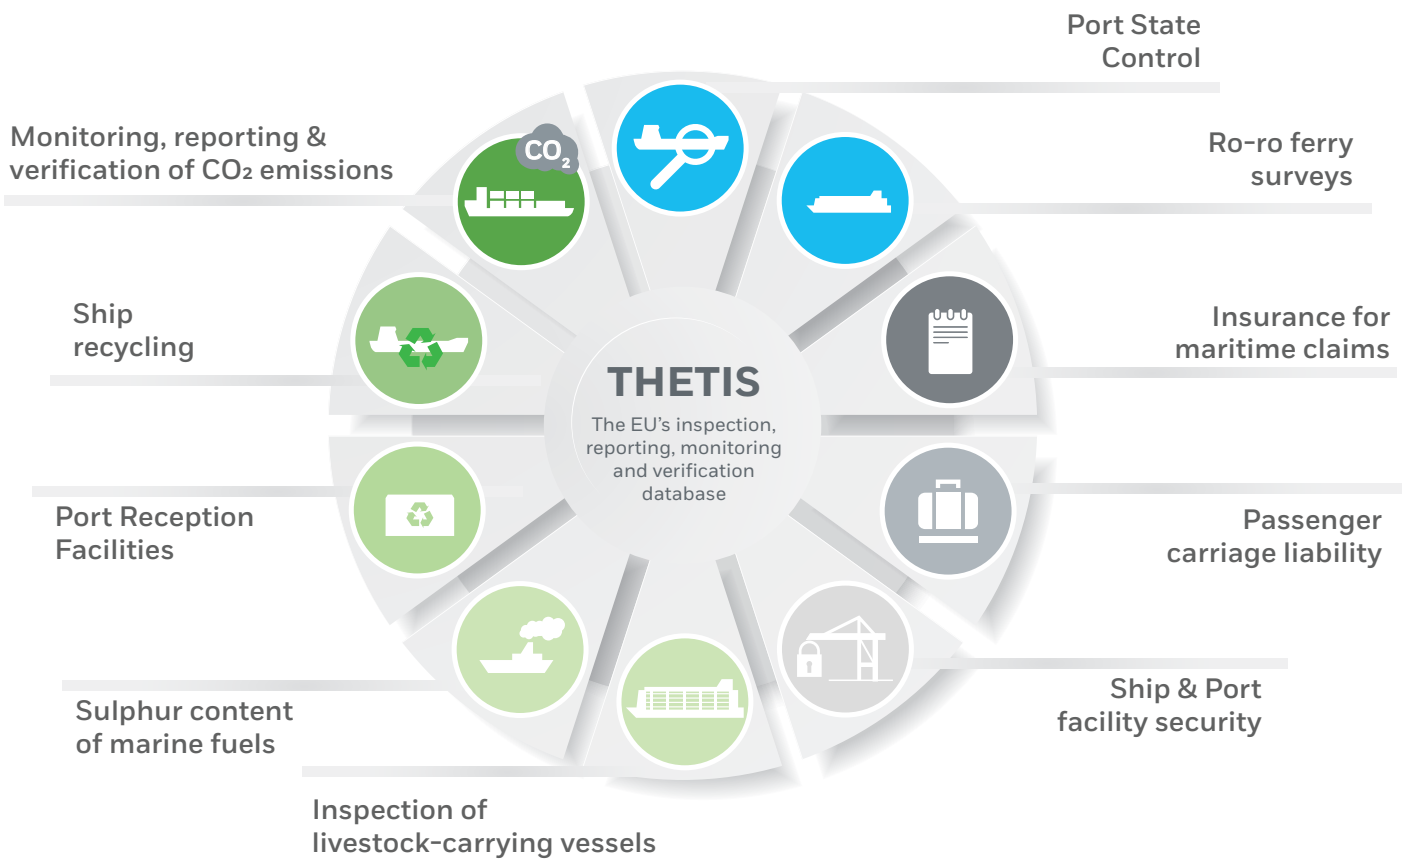 Port State
Control
Ro-ro ferry
surveys
Insurance for
maritime claims
Passenger
carriage liability
Ship & Port
facility security
Inspection of
livestock-carrying vessels
Sulphur content
of marine fuels
Port Reception
Facilities
Ship
recycling
Monitoring, reporting &
verification of CO₂ emissions
CO₂
THETIS
The EU’s inspection,
reporting, monitoring
and verification
database